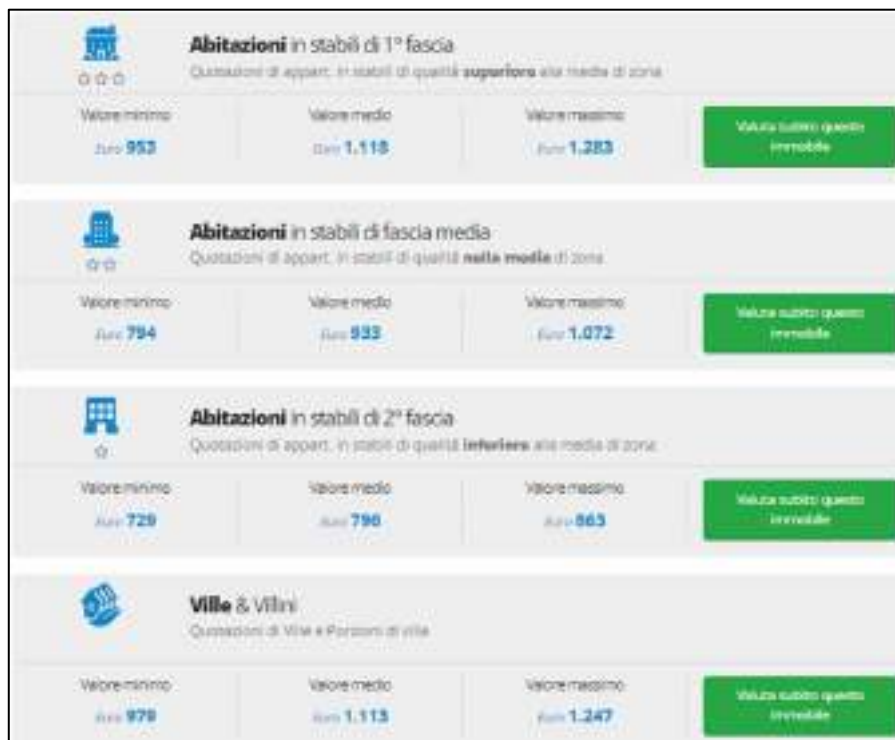 Abitazioni in stabili di 1° fascia
Quotazioni di appart. in stabili di qualità superiore alla media di zona
Valore minimo Valore medio Valore massimo
Euro 953 Euro 1.118 Euro 1.283
Valuta subito questo
immobile
Abitazioni in stabili di fascia media
Quotazioni di appart. in stabili di qualità nella media di zona
Valore minimo Valore medio Valore massimo
Euro 794 Euro 933 Euro 1.072
Valuta subito questo
immobile
Abitazioni in stabili di 2° fascia
Quotazioni di appart. in stabili di qualità inferiore alla media di zona
Valore minimo Valore medio Valore massimo
Euro 729 Euro 796 Euro 863
Valuta subito questo
immobile
Ville & Villini
Quotazioni di Ville e Porzioni di villa
Valore minimo Valore medio Valore massimo
Euro 979 Euro 1.113 Euro 1.247
Valuta subito questo
immobile